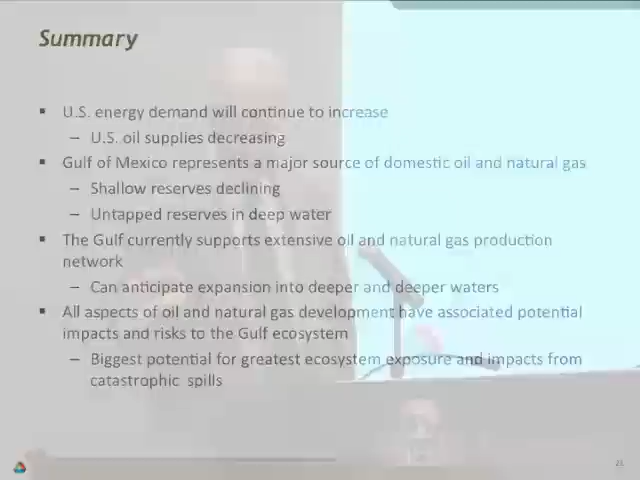 Summary
▪ U.S. energy demand will continue to increase
– U.S. oil supplies decreasing
▪ Gulf of Mexico represents a major source of domestic oil and natural gas
– Shallow reserves declining
– Untapped reserves in deep water
▪ The Gulf currently supports extensive oil and natural gas production
network
– Can anticipate expansion into deeper and deeper waters
▪ All aspects of oil and natural gas development have associated potential
impacts and risks to the Gulf ecosystem
– Biggest potential for greatest ecosystem exposure and impacts from
catastrophic spills